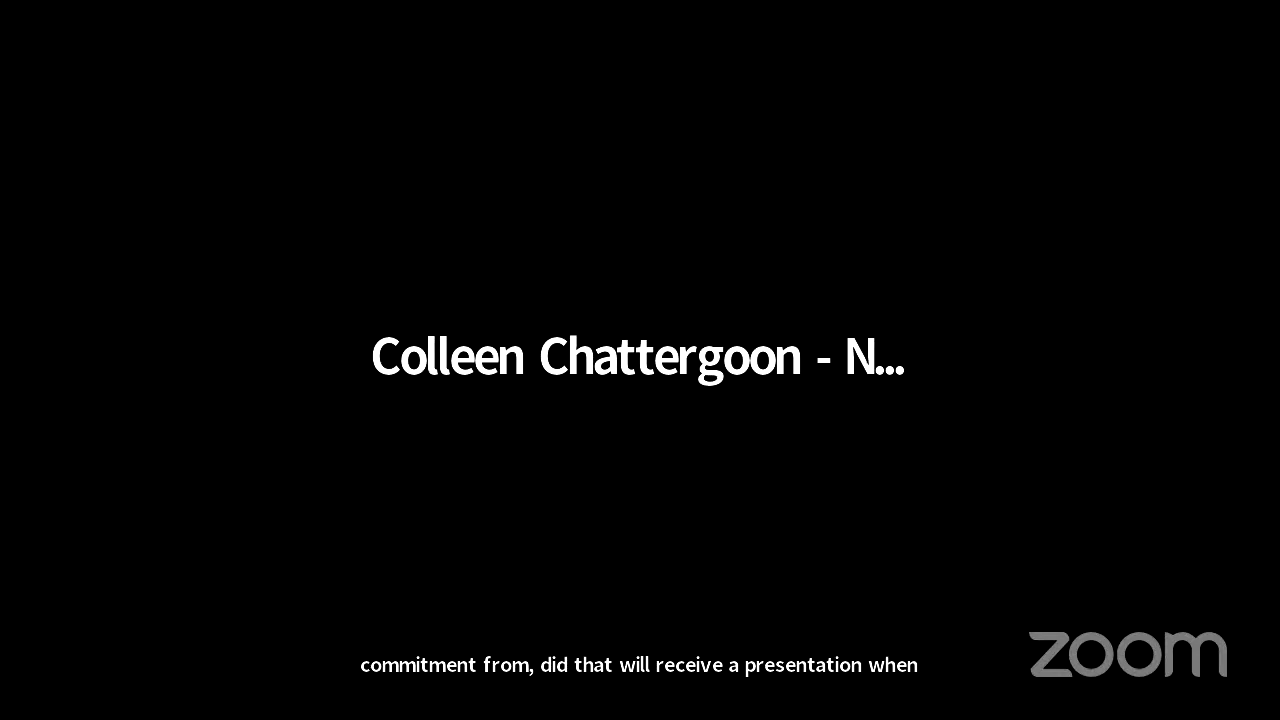 Colleen Chattergoon - N...
commitment from, did that will receive a presentation when
zoom